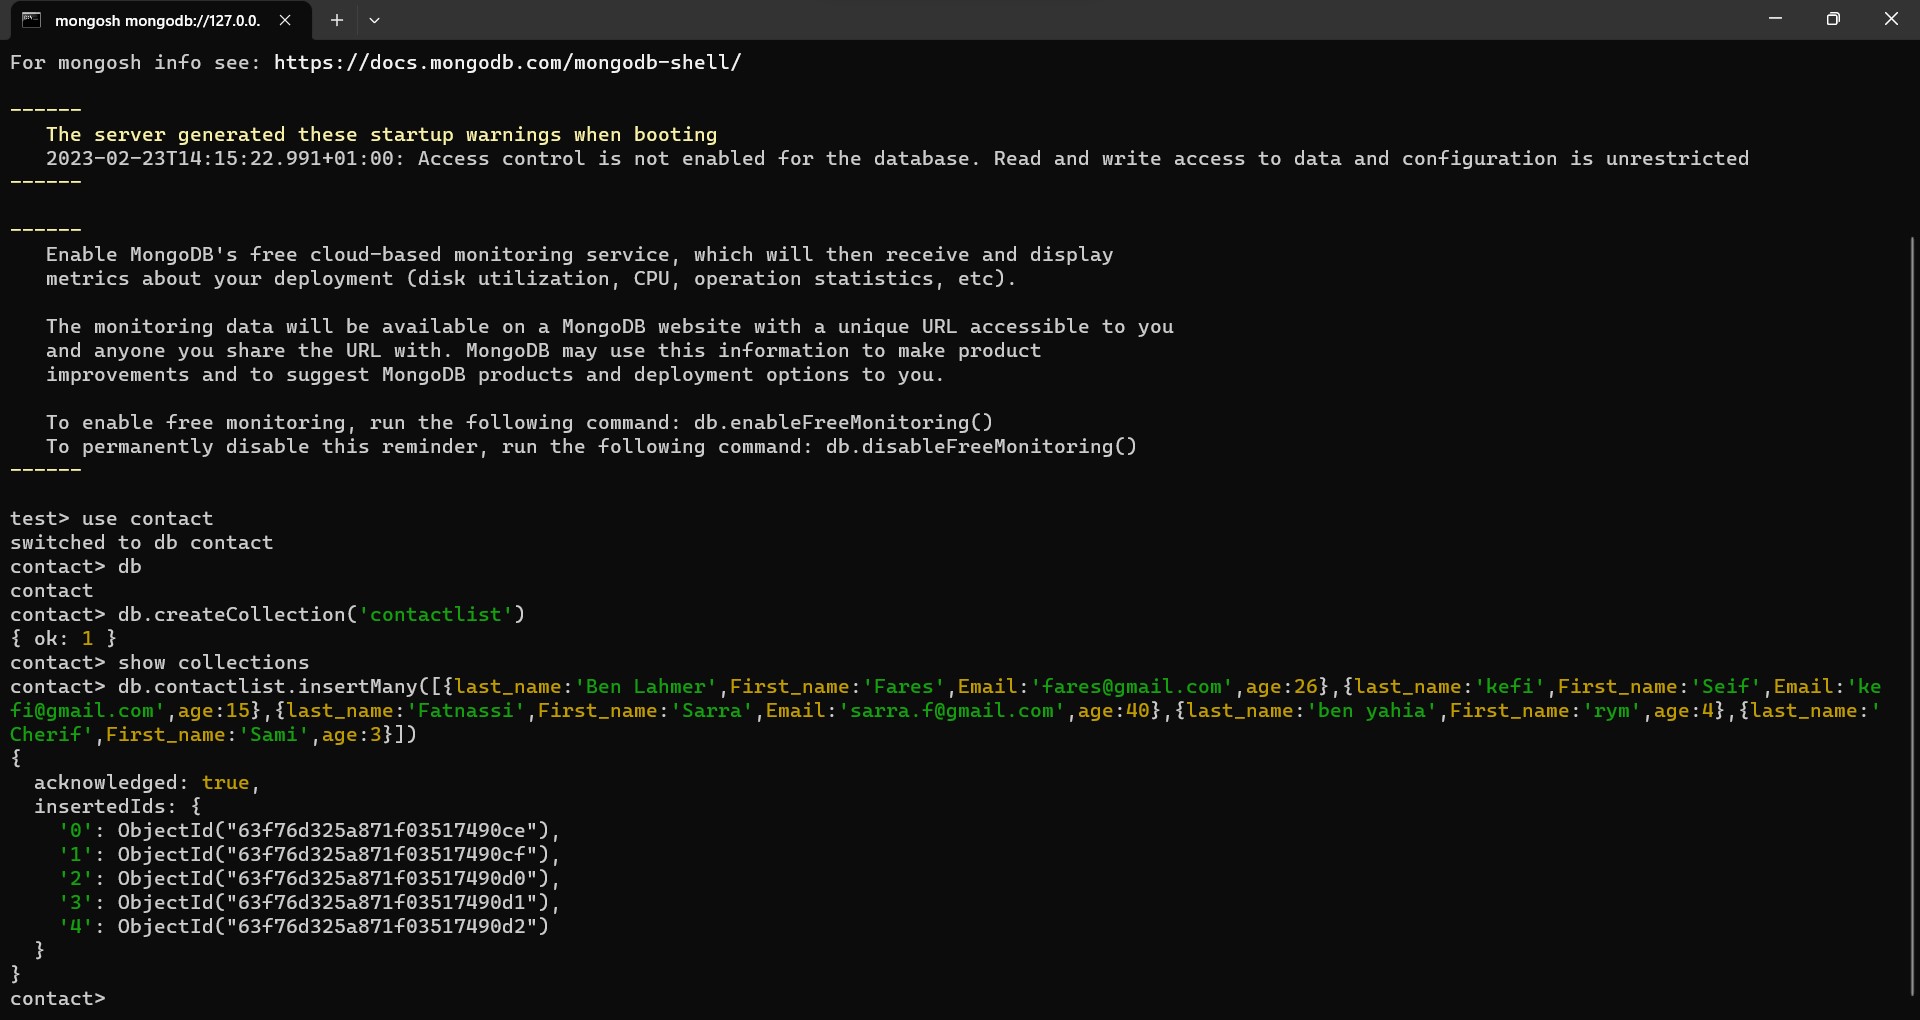 mongosh mongodb://127.0.0.
For mongosh info see: https://docs.mongodb.com/mongodb-shell/
------
The server generated these startup warnings when booting
2023-02-23T14:15:22.991+01:00: Access control is not enabled for the database. Read and write access to data and configuration is unrestricted
------
------
Enable MongoDB's free cloud-based monitoring service, which will then receive and display
metrics about your deployment (disk utilization, CPU, operation statistics, etc).
The monitoring data will be available on a MongoDB website with a unique URL accessible to you
and anyone you share the URL with. MongoDB may use this information to make product
improvements and to suggest MongoDB products and deployment options to you.
To enable free monitoring, run the following command: db.enableFreeMonitoring()
To permanently disable this reminder, run the following command: db.disableFreeMonitoring()
------
test> use contact
switched to db contact
contact> db
contact
contact> db.createCollection('contactlist')
{ ok: 1 }
contact> show collections
contact> db.contactlist.insertMany([{last_name:'Ben Lahmer',First_name:'Fares',Email:'fares@gmail.com',age:26},{last_name:'kefi',First_name:'Seif',Email:'ke
fi@gmail.com',age:15},{last_name:'Fatnassi',First_name:'Sarra',Email:'sarra.f@gmail.com',age:40},{last_name:'ben yahia',First_name:'rym',age:4},{last_name:'
Cherif',First_name:'Sami',age:3}])
{
acknowledged: true,
insertedIds: {
'0': ObjectId("63f76d325a871f03517490ce"),
'1': ObjectId("63f76d325a871f03517490cf"),
'2': ObjectId("63f76d325a871f03517490d0"),
'3': ObjectId("63f76d325a871f03517490d1"),
'4': ObjectId("63f76d325a871f03517490d2")
}
}
contact>